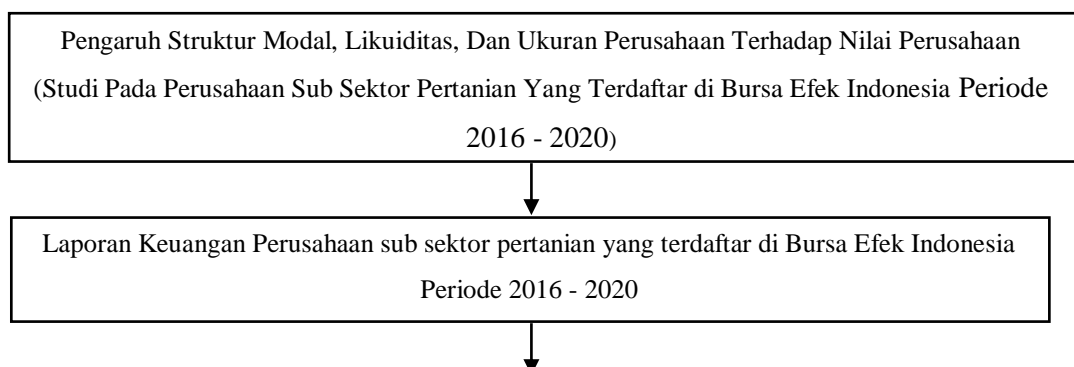 Pengaruh Struktur Modal, Likuiditas, Dan Ukuran Perusahaan Terhadap Nilai Perusahaan
(Studi Pada Perusahaan Sub Sektor Pertanian Yang Terdaftar di Bursa Efek Indonesia Periode
2016 - 2020)
Laporan Keuangan Perusahaan sub sektor pertanian yang terdaftar di Bursa Efek Indonesia
Periode 2016 - 2020